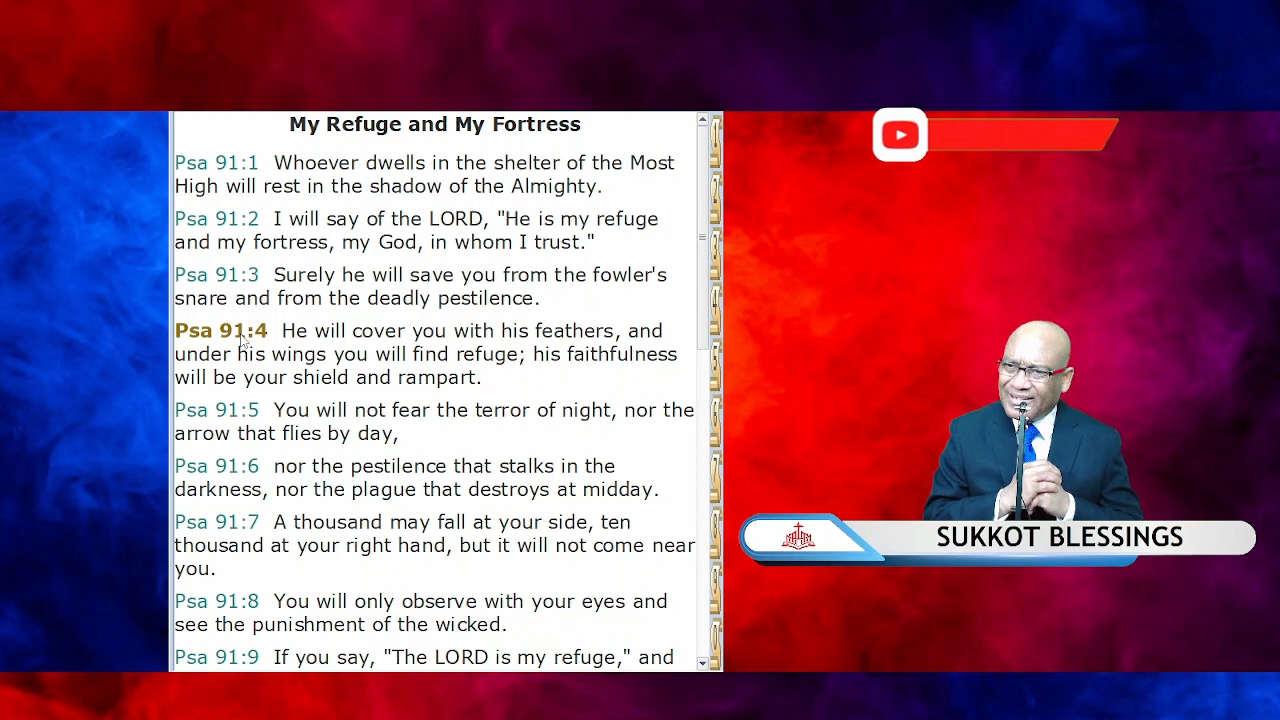 My Refuge and My Fortress
Psa 91:1 Whoever dwells in the shelter of the Most
High will rest in the shadow of the Almighty.
Psa 91:2 I will say of the LORD, "He is my refuge
and my fortress, my God, in whom I trust."
Psa 91:3 Surely he will save you from the fowler's
snare and from the deadly pestilence.
Psa 91:4 He will cover you with his feathers, and
under his wings you will find refuge; his faithfulness
will be your shield and rampart.
Psa 91:5 You will not fear the terror of night, nor the
arrow that flies by day,
Psa 91:6 nor the pestilence that stalks in the
darkness, nor the plague that destroys at midday.
Psa 91:7 A thousand may fall at your side, ten
thousand at your right hand, but it will not come near
you.
Psa 91:8 You will only observe with your eyes and
see the punishment of the wicked.
Psa 91:9 If you say, "The LORD is my refuge," and
SUKKOT BLESSINGS